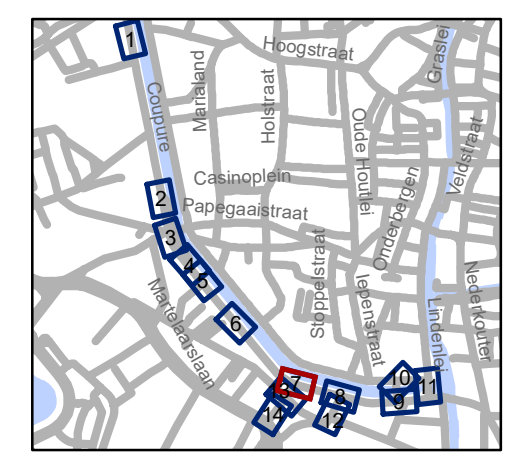 1
Hoogstraat
Graslei
Marialand
Holstraat
Coupure
Oude Houtlei
Veldstraat
Casinoplein
2
Papegaaistraat
Onderbergen
3
4
5
Stoppelstraat
Iepenstraat
Nederkouter
Lindenlei
Martelaarslaan
6
7
13
8
10
11
9
14
12